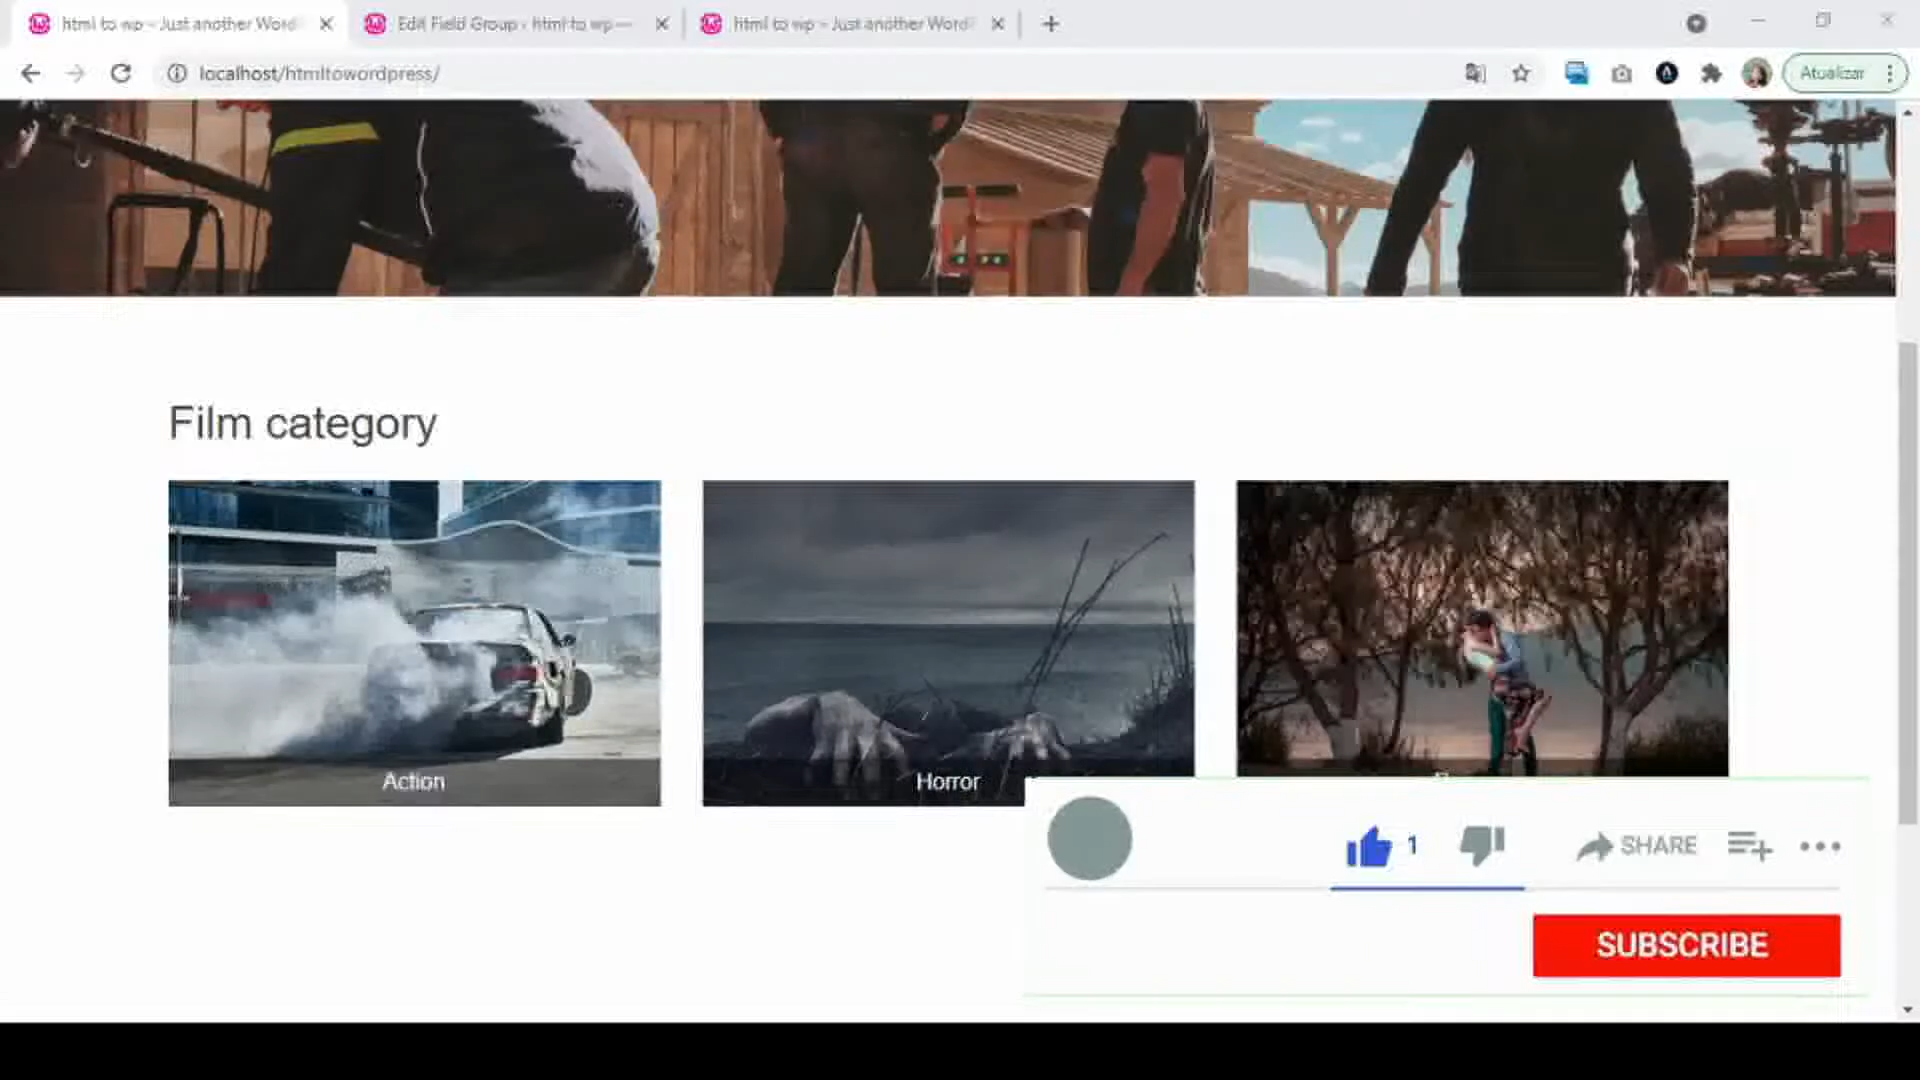 html to wp – Just another Word
Edit Field Group ‹ html to wp —
html to wp – Just another Word
localhost/htmltowordpress/
Atualizar
Film category
Action
Horror
1
SHARE
SUBSCRIBE